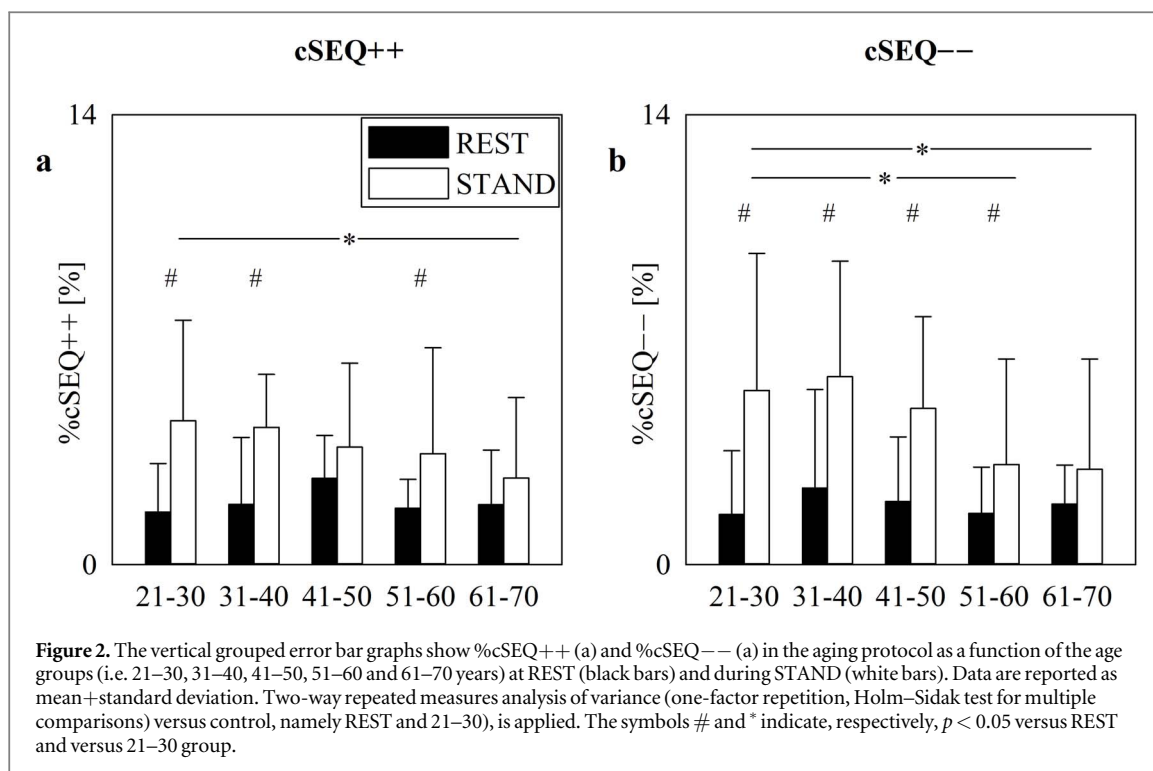 cSEQ++
cSEQ−−
a
14
REST
STAND
*
# # #
%cSEQ++ [%]
0
21-30 31-40 41-50 51-60 61-70
b
14
*
*
# # # #
%cSEQ−− [%]
0
21-30 31-40 41-50 51-60 61-70
Figure 2. The vertical grouped error bar graphs show %cSEQ++ (a) and %cSEQ−− (a) in the aging protocol as a function of the age
groups (i.e. 21–30, 31–40, 41–50, 51–60 and 61–70 years) at REST (black bars) and during STAND (white bars). Data are reported as
mean+standard deviation. Two-way repeated measures analysis of variance (one-factor repetition, Holm–Sidak test for multiple
comparisons) versus control, namely REST and 21–30), is applied. The symbols # and * indicate, respectively, p < 0.05 versus REST
and versus 21–30 group.